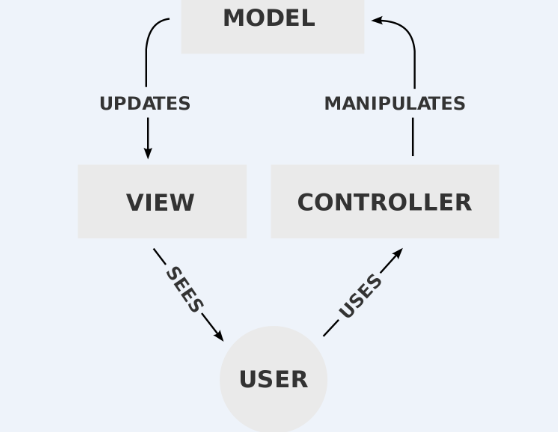 MODEL
UPDATES
MANIPULATES
VIEW
CONTROLLER
SEES
USES
USER